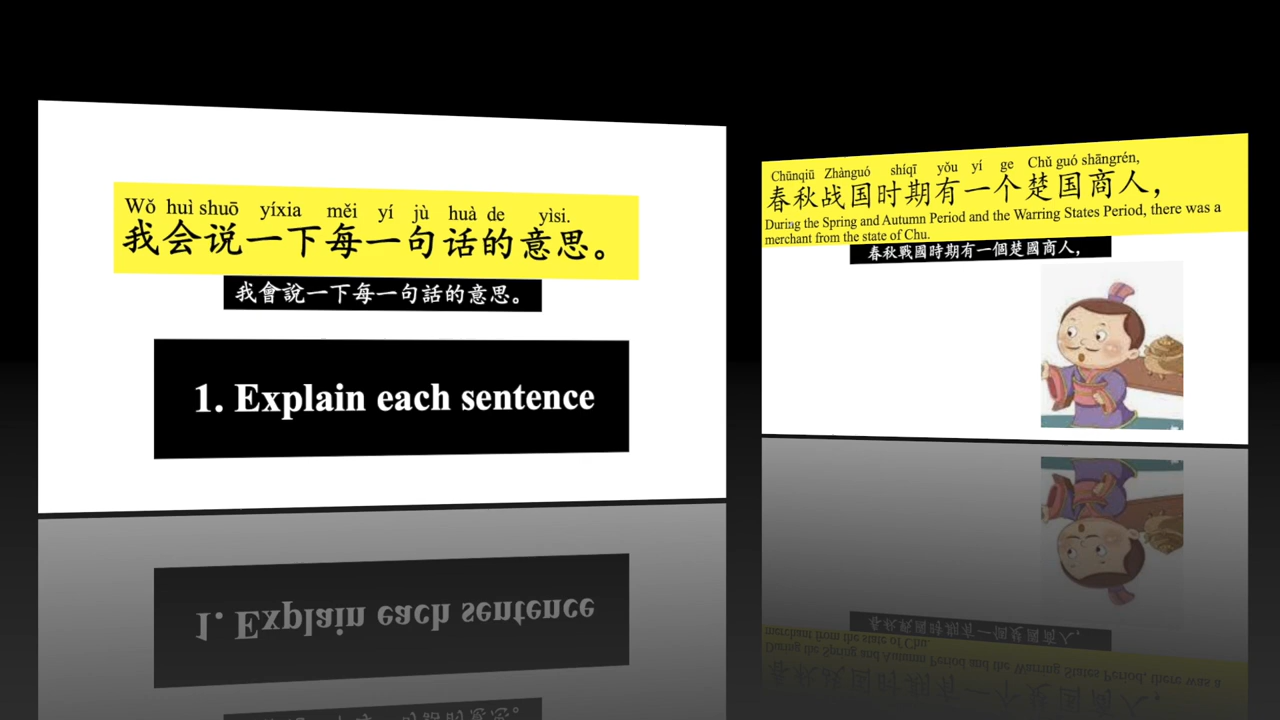 Wǒ huì shuō yíxia měi yí jù huà de yìsi.
我会说一下每一句话的意思。
我會說一下每一句話的意思。
1. Explain each sentence
Chūnqiū Zhànguó shíqī yǒu yí ge Chǔ guó shāngrén,
春秋战国时期有一个楚国商人，
During the Spring and Autumn Period and the Warring States Period, there was a
merchant from the state of Chu.
春秋戰國時期有一個楚國商人，